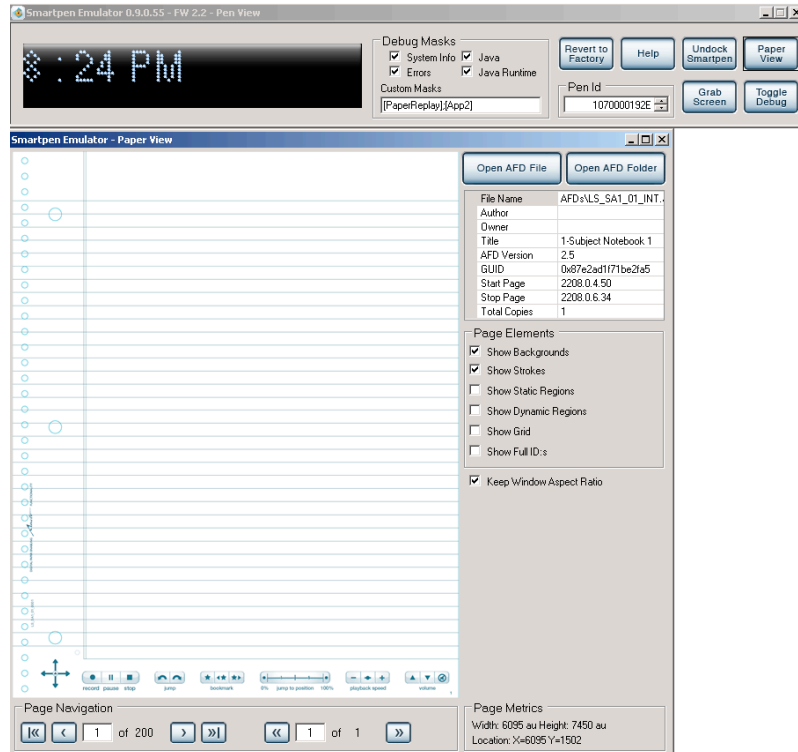 Smartpen Emulator 0.9.0.55 - FW 2.2 - Pen View
:24 PM
Debug Masks
System Info Java
Errors Java Runtime
Custom Masks
[PaperReplay];[App2]
Revert to Factory
Help
Undock Smartpen
Paper View
Pen Id
1070000192E
Grab Screen
Toggle Debug
Smartpen Emulator - Paper View
Open AFD File Open AFD Folder
File Name AFDs\LS_SA1_01_INT.
Author
Owner
Title 1-Subject Notebook 1
AFD Version 2.5
GUID 0x87e2ad1f71be2fa5
Start Page 2208.0.4.50
Stop Page 2208.0.6.34
Total Copies 1
Page Elements
Show Backgrounds
Show Strokes
Show Static Regions
Show Dynamic Regions
Show Grid
Show Full ID:s
Keep Window Aspect Ratio
record pause stop jump bookmark 0% jump to position 100% playback speed volume
Page Navigation
1 of 200 1 of 1
Page Metrics
Width: 6095 au Height: 7450 au
Location: X=6095 Y=1502